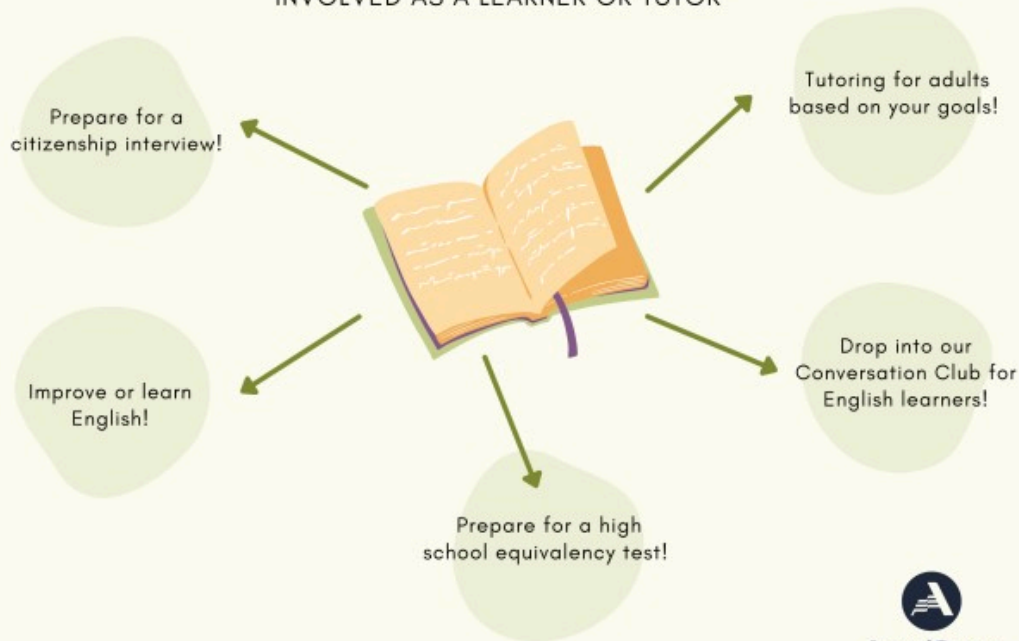 INVOLVED AS A LEARNER OR TUTOR
Prepare for a
citizenship interview!
Tutoring for adults
based on your goals!
Improve or learn
English!
Drop into our
Conversation Club for
English learners!
Prepare for a high
school equivalency test!